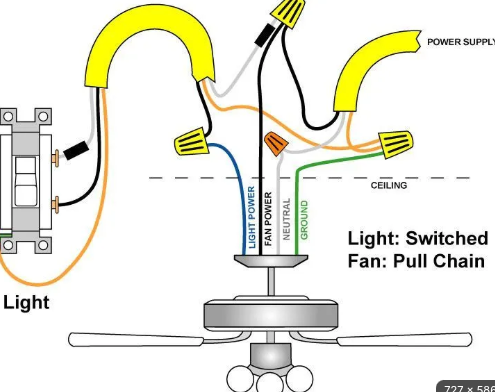 POWER SUPPLY
CEILING
LIGHT POWER
FAN POWER
NEUTRAL
GROUND
Light: Switched
Fan: Pull Chain
Light
727 × 586